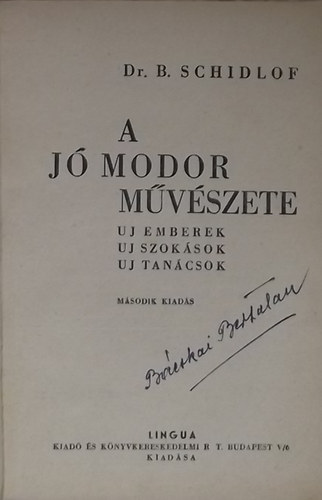 Dr. B. SCHIDLOF
A
JÓ MODOR
MŰVÉSZETE
UJ EMBEREK
UJ SZOKÁSOK
UJ TANÁCSOK
MÁSODIK KIADÁS
Bertalan
LINGUA
KIADÓ ÉS KÖNYVKERESKEDELMI R. T. BUDAPEST V/6
KIADÁSA